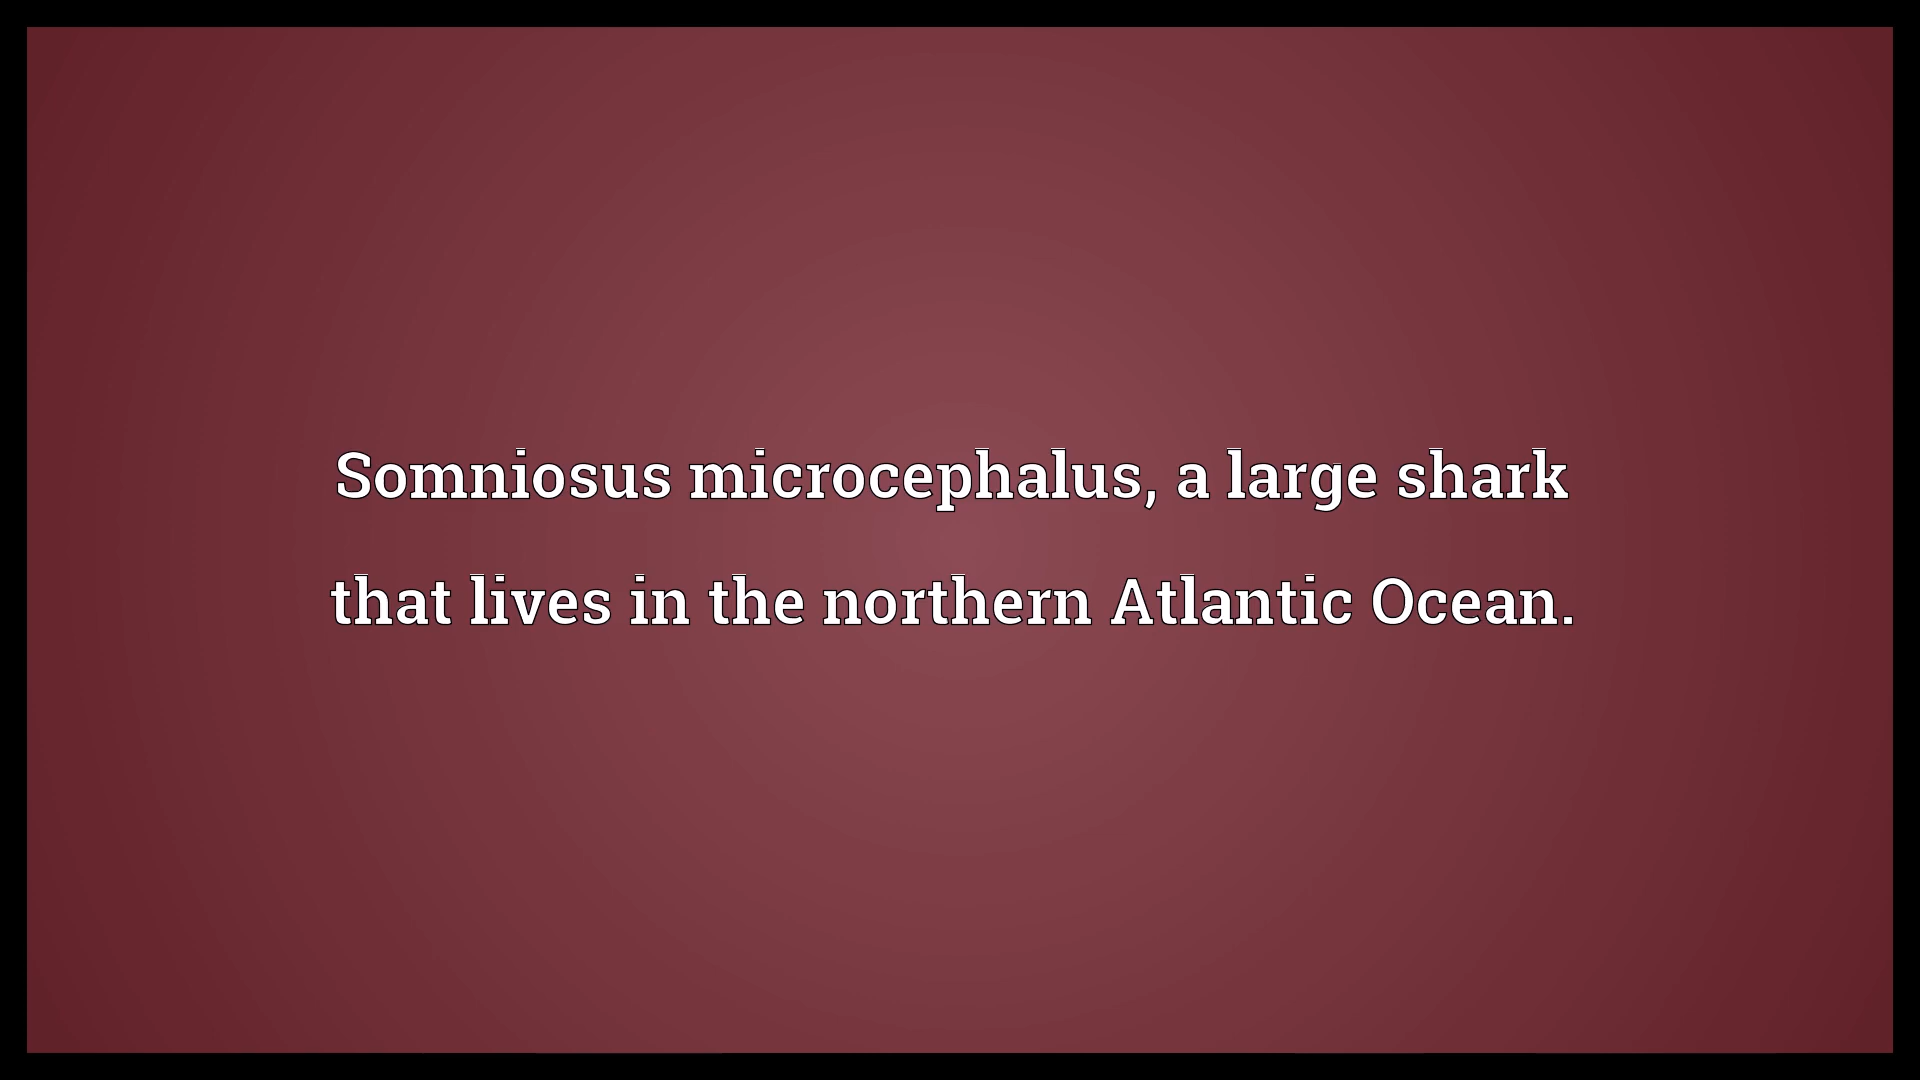 Somniosus microcephalus, a large shark
that lives in the northern Atlantic Ocean.